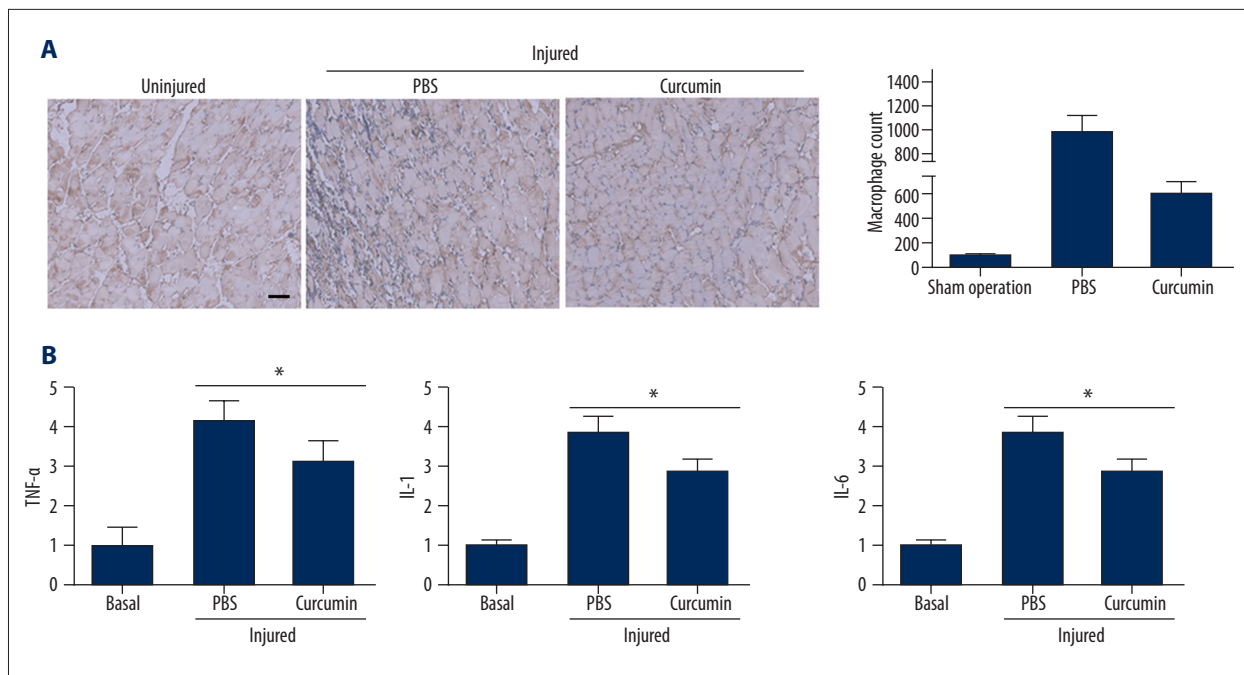 A
Injured
Uninjured
PBS
Curcumin
Macrophage count
1400
1200
1000
800
600
400
200
0
Sham operation
PBS
Curcumin
B
TNF-α
5
4
3
2
1
0
*
Basal
PBS
Curcumin
Injured
IL-1
5
4
3
2
1
0
*
Basal
PBS
Curcumin
Injured
IL-6
5
4
3
2
1
0
*
Basal
PBS
Curcumin
Injured